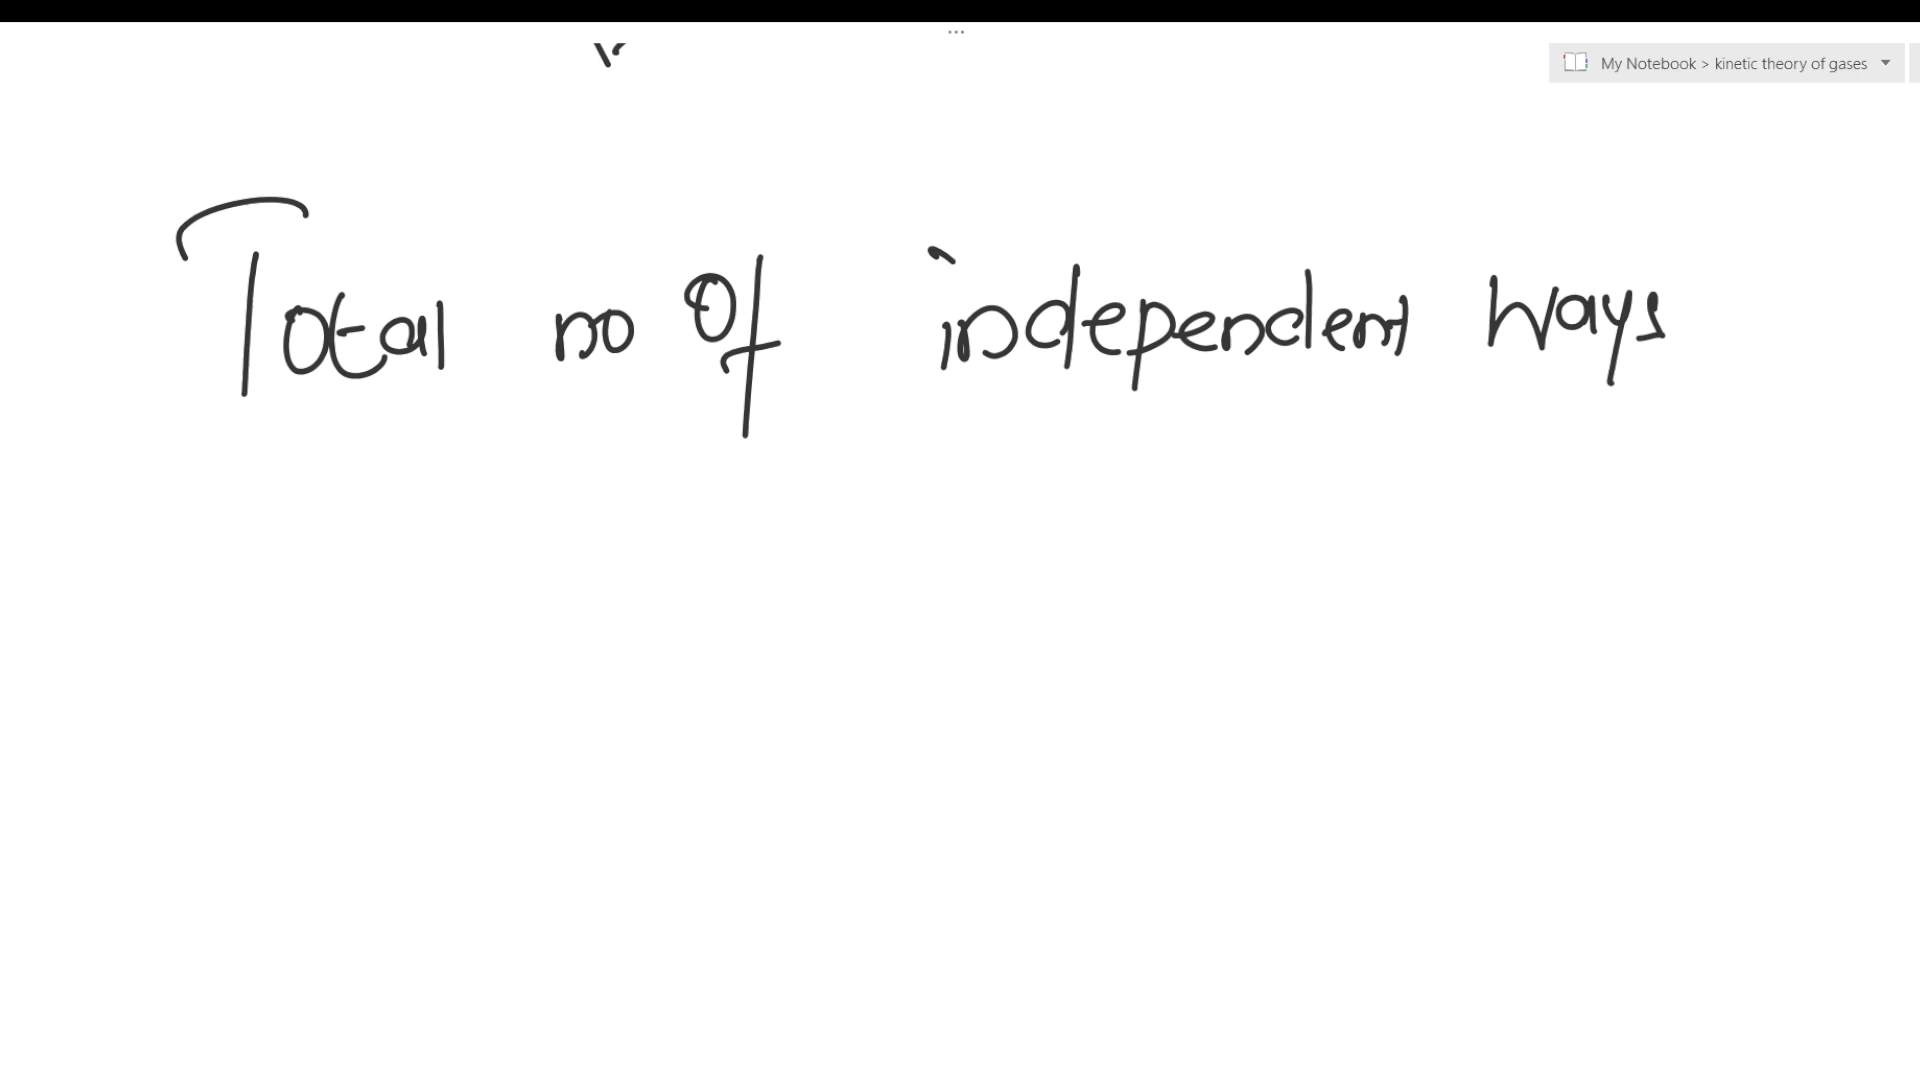 My Notebook > kinetic theory of gases
Total no of independent ways